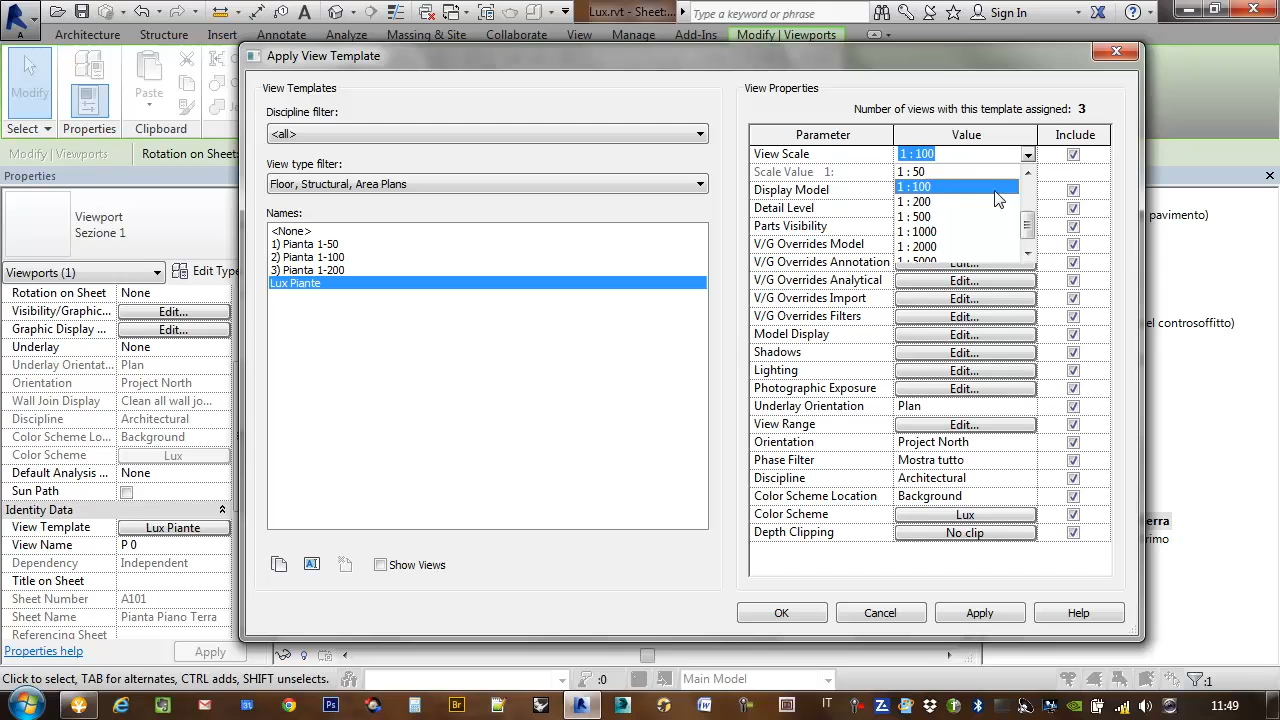 Lux.rvt - Sheet:
Type a keyword or phrase
Sign In
Architecture
Structure
Insert
Annotate
Analyze
Massing & Site
Collaborate
View
Manage
Add-Ins
Modify | Viewports
Modify
Paste
Select
Properties
Clipboard
Modify | Viewports
Rotation on Sheet:
Properties
Viewport
Sezione 1
Viewports (1)
Edit Type
Rotation on Sheet None
Visibility/Graphic... Edit...
Graphic Display ... Edit...
Underlay None
Underlay Orientat... Plan
Orientation Project North
Wall Join Display Clean all wall jo...
Discipline Architectural
Color Scheme Lo... Background
Color Scheme Lux
Default Analysis ... None
Sun Path
Identity Data
View Template Lux Piante
View Name P 0
Dependency Independent
Title on Sheet
Sheet Number A101
Sheet Name Pianta Piano Terra
Referencing Sheet
Properties help
Apply
Apply View Template
View Templates
Discipline filter:
<all>
View type filter:
Floor, Structural, Area Plans
Names:
<None>
1) Pianta 1-50
2) Pianta 1-100
3) Pianta 1-200
Lux Piante
Show Views
View Properties
Number of views with this template assigned: 3
Parameter Value Include
View Scale 1 : 100
Scale Value 1: 1 : 50
1 : 100
Display Model
1 : 200
Detail Level
1 : 500
Parts Visibility
1 : 1000
V/G Overrides Model
1 : 2000
V/G Overrides Annotation 1 : 5000
Edit...
V/G Overrides Analytical Edit...
V/G Overrides Import Edit...
V/G Overrides Filters Edit...
Model Display Edit...
Shadows Edit...
Lighting Edit...
Photographic Exposure Edit...
Underlay Orientation Plan
View Range Edit...
Orientation Project North
Phase Filter Mostra tutto
Discipline Architectural
Color Scheme Location Background
Color Scheme Lux
Depth Clipping No clip
OK
Cancel
Apply
Help
pavimento)
el controsoffitto)
erra
imo
Click to select, TAB for alternates, CTRL adds, SHIFT unselects.
:0
Main Model
:1
IT
11:49